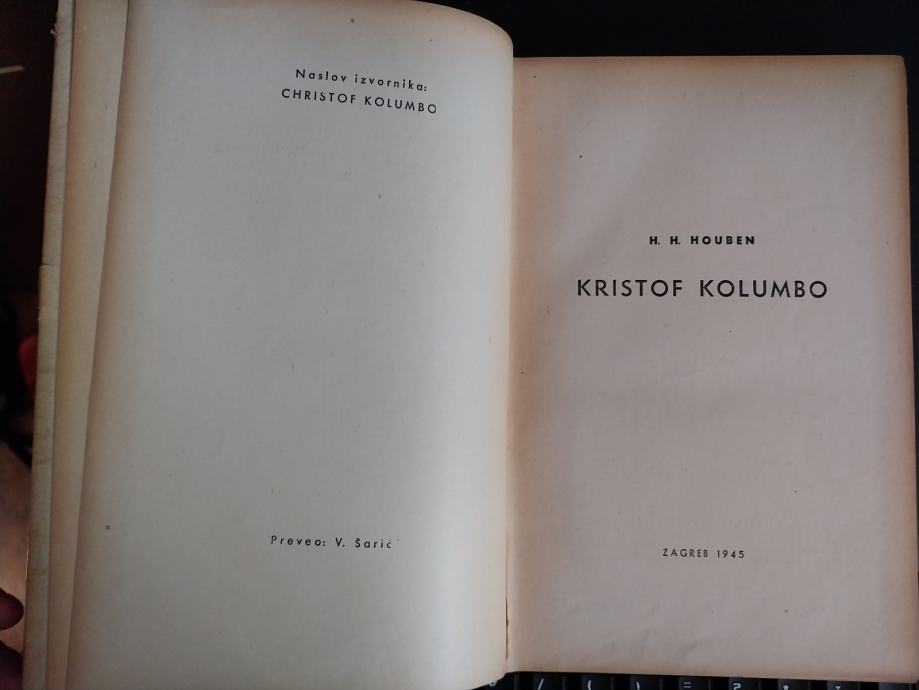 Naslov izvornika:
CHRISTOF KOLUMBO
Preveo: V. Šarić
H. H. HOUBEN
KRISTOF KOLUMBO
ZAGREB 1945
/ ( ) = ? *